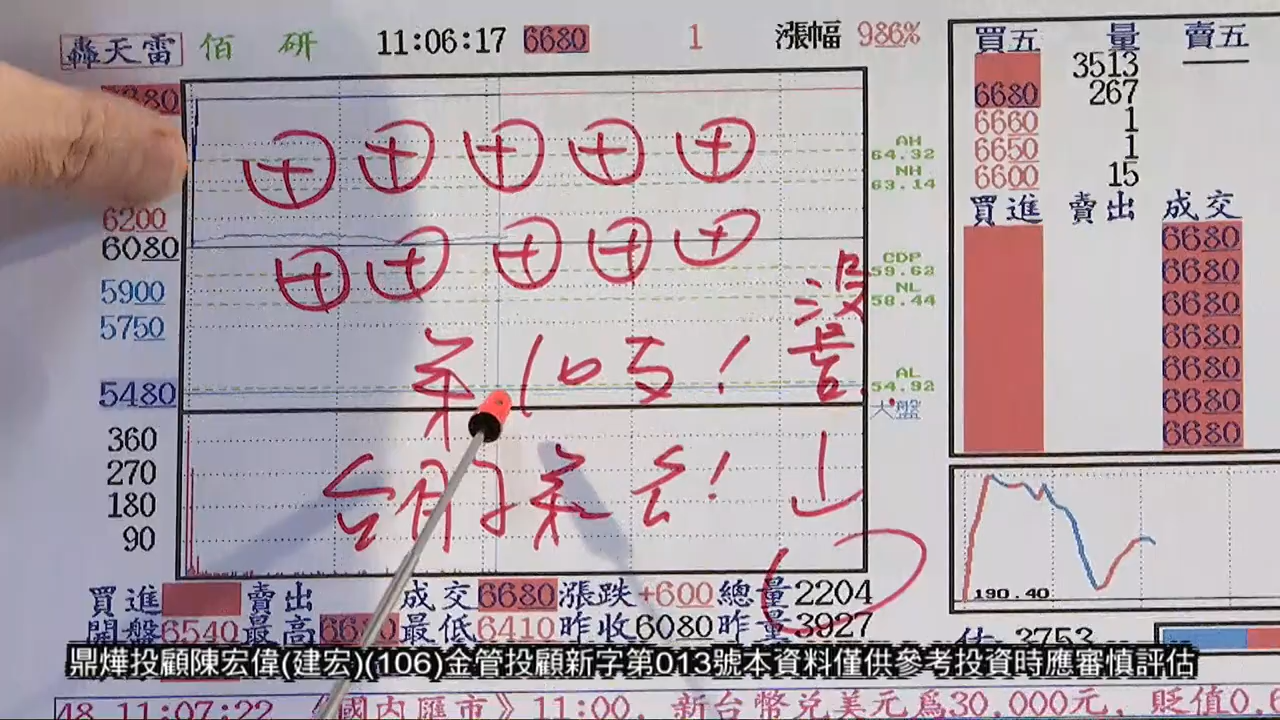 轟天雷 佰研 11:06:17 6680 1 漲幅 986%
買五 量 賣五
3513
6680 267
6660 1
6650 1
6600 15
買進 賣出 成交
6680
6680
6680
6680
6680
6680
6680
6200
6080
5900
5750
5480
360
270
180
90
AH
64.32
NH
63.14
CDP
59.62
NL
58.44
AL
54.92
大盤
190.40
買進 賣出 成交 6680 漲跌 +600 總量 2204
開盤 6540 最高 最低 6410 昨收 6080 昨量 3927
估 3753
鼎燁投顧陳宏偉(建宏)(106)金管投顧新字第013號本資料僅供參考投資時應審慎評估
48 11:07:22 《國內匯市》11:00, 新台幣兌美元爲30,000元, 貶值0.6